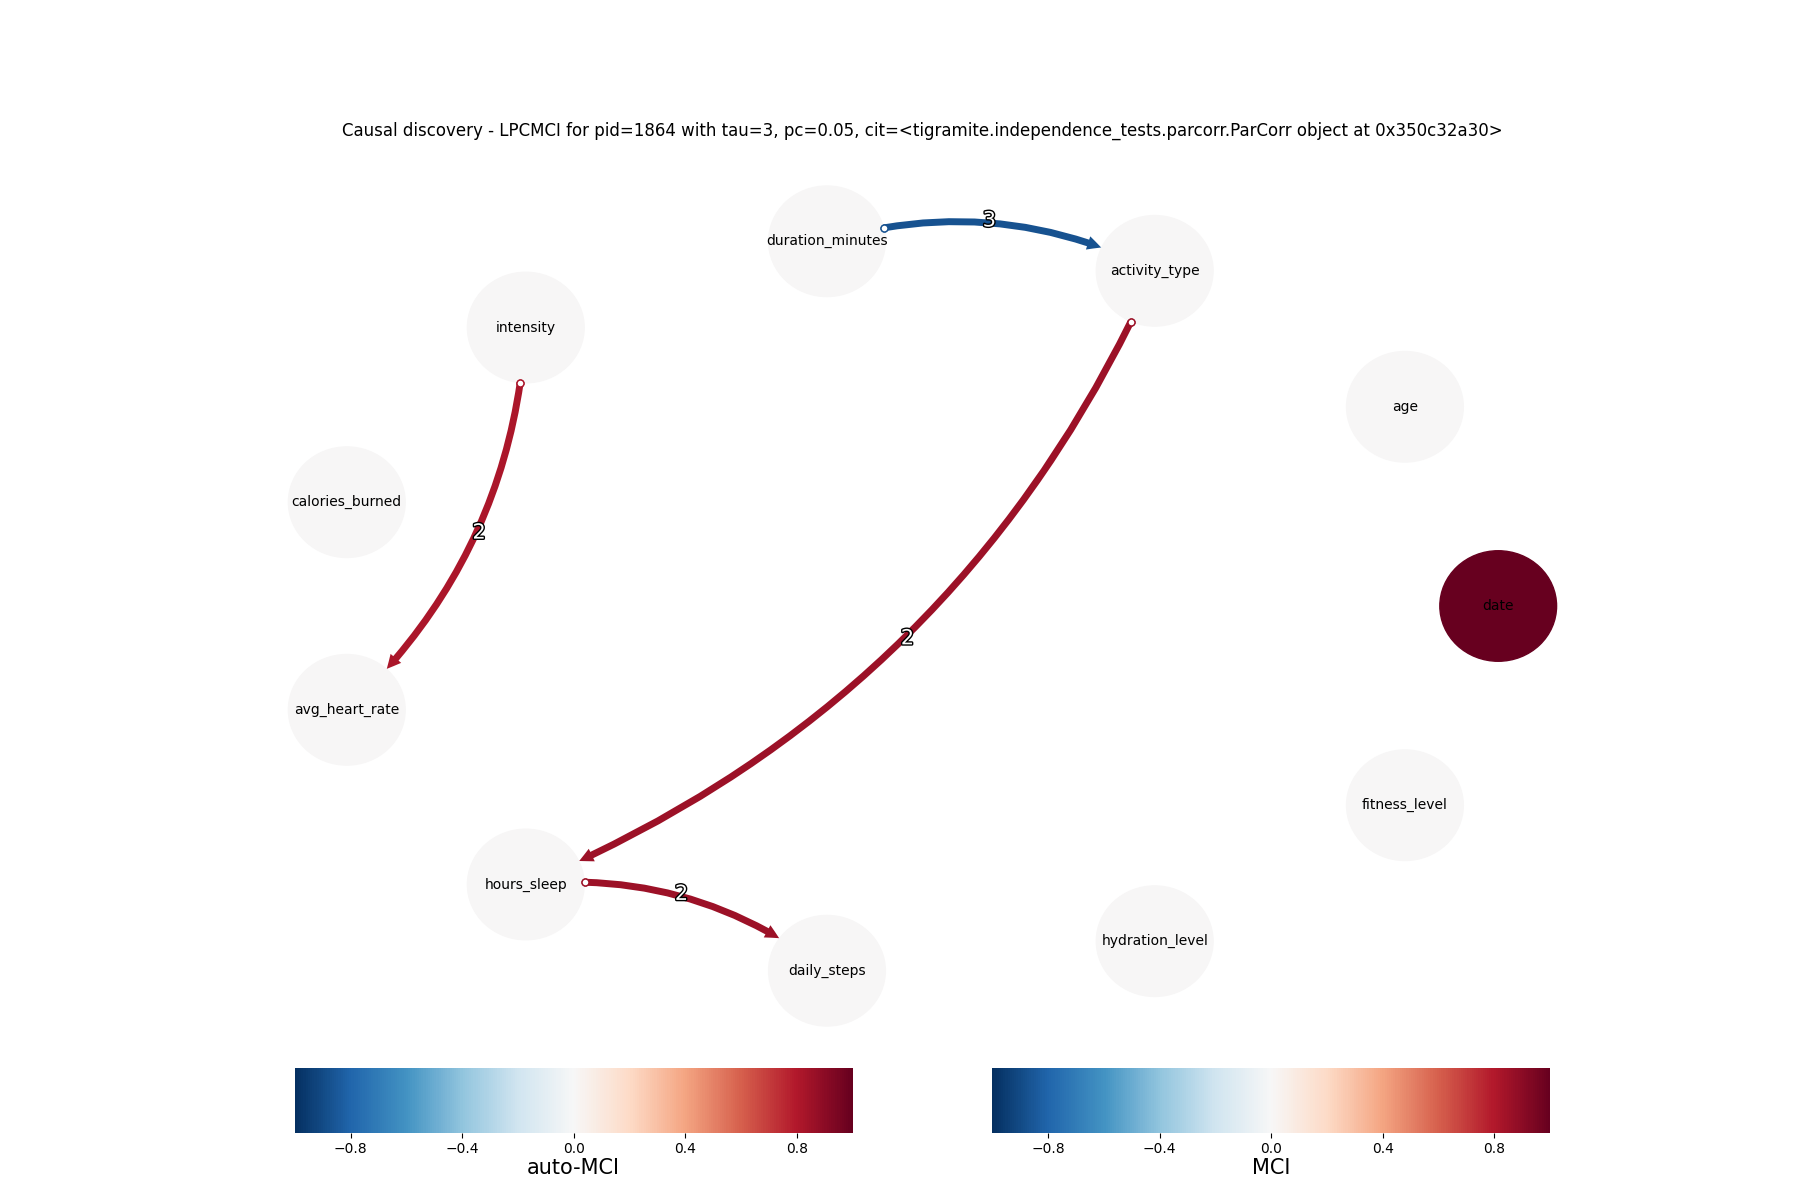 Causal discovery - LPCMCI for pid=1864 with tau=3, pc=0.05, cit=<tigramite.independence_tests.parcorr.ParCorr object at 0x350c32a30>
3
duration_minutes
activity_type
intensity
age
calories_burned
2
date
2
avg_heart_rate
fitness_level
hours_sleep
2
hydration_level
daily_steps
−0.8 −0.4 0.0 0.4 0.8
auto-MCI
−0.8 −0.4 0.0 0.4 0.8
MCI